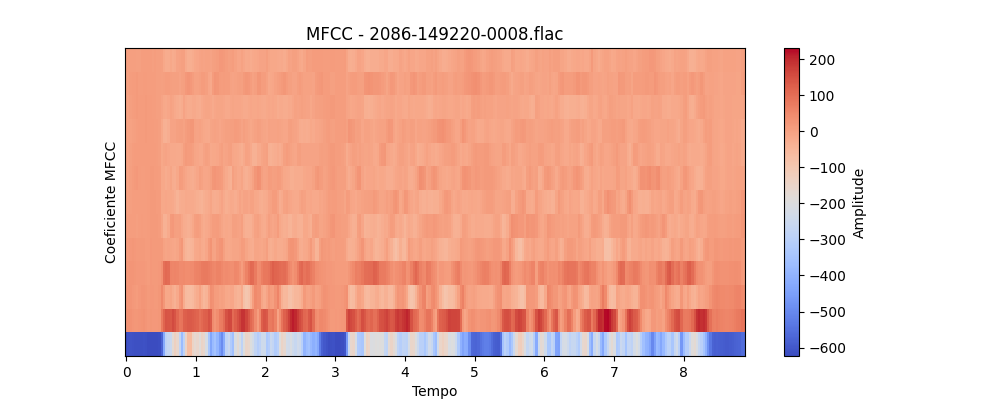 MFCC - 2086-149220-0008.flac
Coeficiente MFCC
0 1 2 3 4 5 6 7 8
Tempo
200
100
0
−100
−200
−300
−400
−500
−600
Amplitude